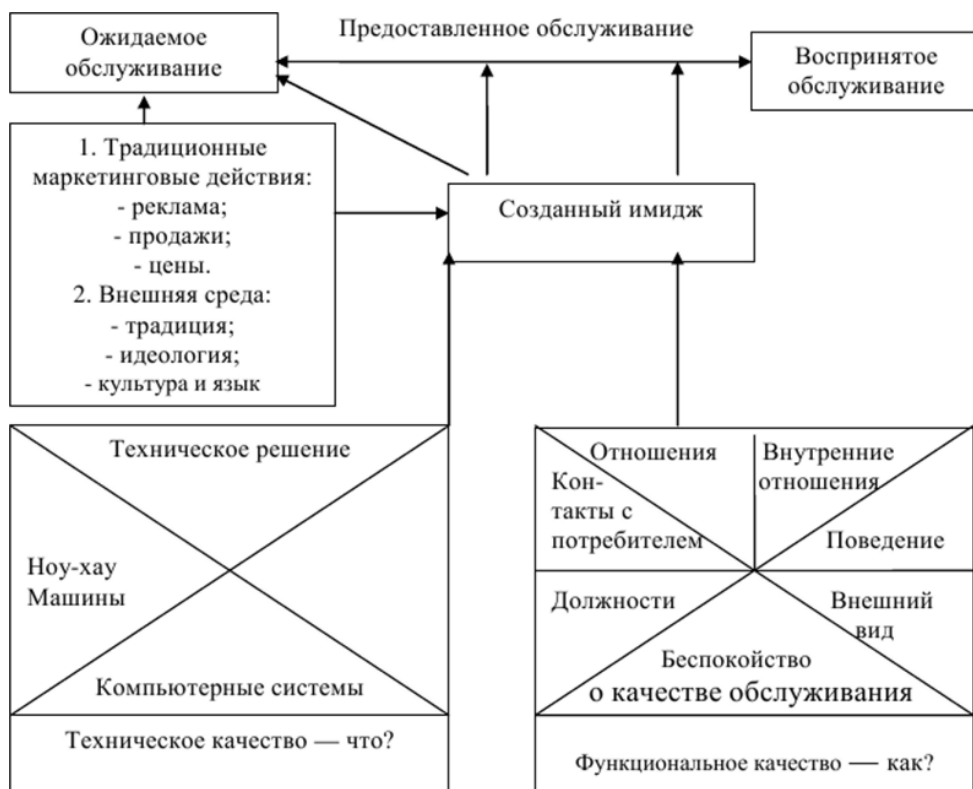 Ожидаемое
обслуживание
Предоставленное обслуживание
Воспринятое
обслуживание
1. Традиционные
маркетинговые действия:
- реклама;
- продажи;
- цены.
2. Внешняя среда:
- традиция;
- идеология;
- культура и язык
Созданный имидж
Техническое решение
Ноу-хау
Машины
Компьютерные системы
Техническое качество — что?
Отношения
Кон-
такты с
потребителем
Внутренние
отношения
Поведение
Должности
Внешний
вид
Беспокойство
о качестве обслуживания
Функциональное качество — как?